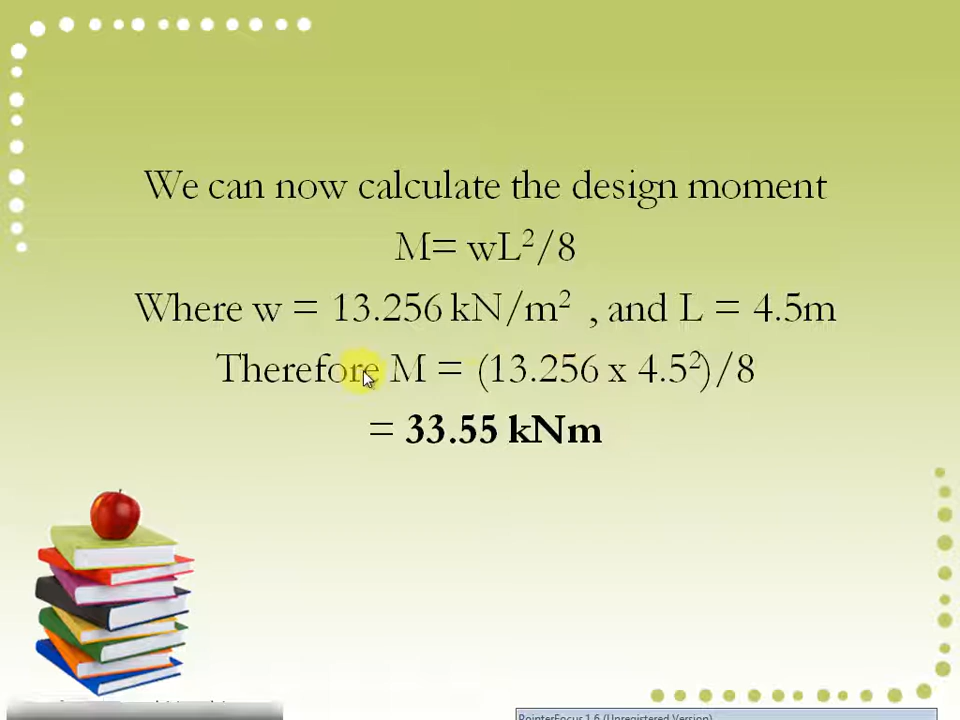 We can now calculate the design moment
M= wL²/8
Where w = 13.256 kN/m² , and L = 4.5m
Therefore M = (13.256 x 4.5²)/8
= 33.55 kNm
PointerFocus 1.6 (Unregistered Version)